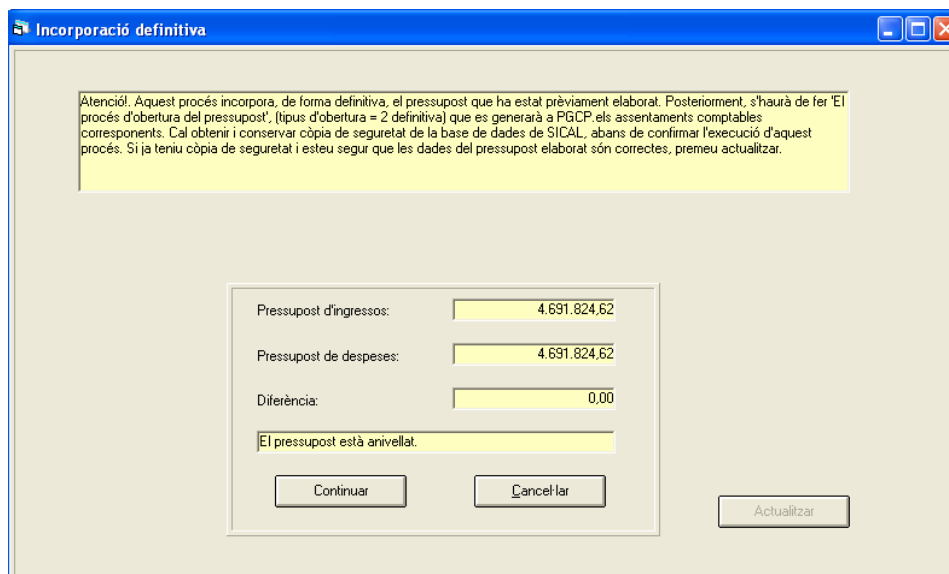 Incorporació definitiva
Atenció!. Aquest procés incorpora, de forma definitiva, el pressupost que ha estat prèviament elaborat. Posteriorment, s'haurà de fer 'El
procés d'obertura del pressupost', (tipus d'obertura = 2 definitiva) que es generarà a PGCP.els assentaments comptables
corresponents. Cal obtenir i conservar còpia de seguretat de la base de dades de SICAL, abans de confirmar l'execució d'aquest
procés. Si ja teniu còpia de seguretat i esteu segur que les dades del pressupost elaborat són correctes, premeu actualitzar.
Pressupost d'ingressos: 4.691.824,62
Pressupost de despeses: 4.691.824,62
Diferència: 0,00
El pressupost està anivellat.
Continuar Cancel·lar
Actualitzar